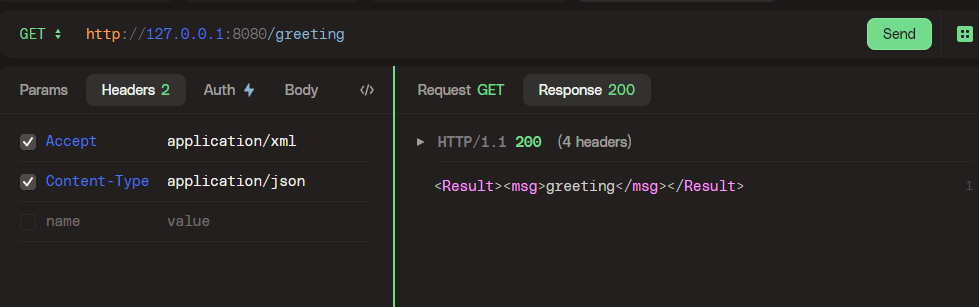 GET http://127.0.0.1:8080/greeting Send
Params Headers 2 Auth Body </>
Accept application/xml
Content-Type application/json
name value
Request GET Response 200
HTTP/1.1 200 (4 headers)
<Result><msg>greeting</msg></Result> 1